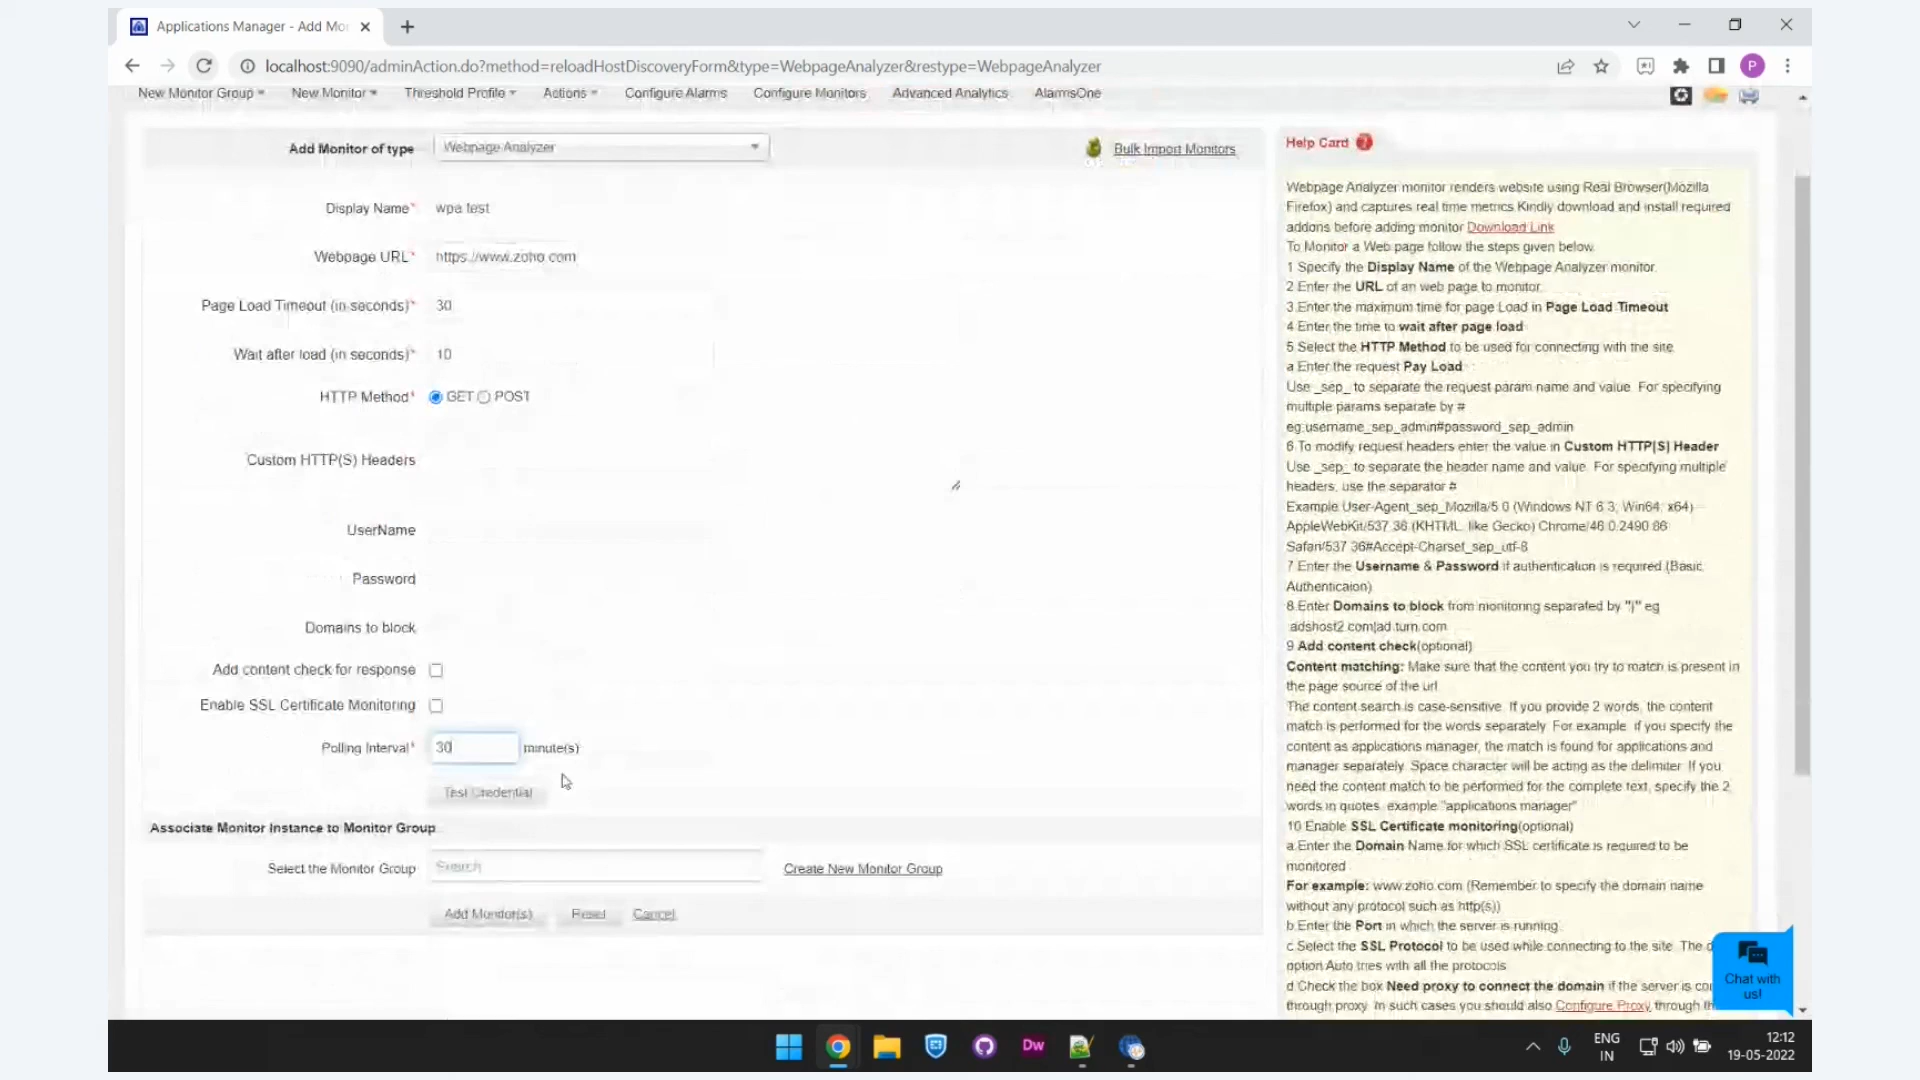 Applications Manager - Add Mo
localhost:9090/adminAction.do?method=reloadHostDiscoveryForm&type=WebpageAnalyzer&restype=WebpageAnalyzer
P
New Monitor Group New Monitor Threshold Profile Actions Configure Alarms Configure Monitors Advanced Analytics AlarmsOne
Add Monitor of type Webpage Analyzer Bulk Import Monitors
Display Name* wpa test
Webpage URL* https://www.zoho.com
Page Load Timeout (in seconds)* 30
Wait after load (in seconds)* 10
HTTP Method* GET POST
Custom HTTP(S) Headers
UserName
Password
Domains to block
Add content check for response
Enable SSL Certificate Monitoring
Polling Interval* 30 minute(s)
Test Credential
Associate Monitor Instance to Monitor Group
Select the Monitor Group Search Create New Monitor Group
Add Monitor(s) Reset Cancel
Help Card ?
Webpage Analyzer monitor renders website using Real Browser(Mozilla
Firefox) and captures real time metrics.Kindly download and install required
addons before adding monitor Download Link
To Monitor a Web page follow the steps given below.
1.Specify the Display Name of the Webpage Analyzer monitor.
2.Enter the URL of an web page to monitor.
3.Enter the maximum time for page Load in Page Load Timeout
4.Enter the time to wait after page load
5.Select the HTTP Method to be used for connecting with the site.
a.Enter the request Pay Load.
Use _sep_ to separate the request param name and value. For specifying
multiple params separate by #
eg:username_sep_admin#password_sep_admin
6.To modify request headers enter the value in Custom HTTP(S) Header
Use _sep_ to separate the header name and value. For specifying multiple
headers, use the separator #
Example:User-Agent_sep_Mozilla/5.0 (Windows NT 6.3; Win64; x64)
AppleWebKit/537.36 (KHTML, like Gecko) Chrome/46.0.2490.86
Safari/537.36#Accept-Charset_sep_utf-8
7.Enter the Username & Password if authentication is required.(Basic
Authenticaion)
8.Enter Domains to block from monitoring separated by "|" eg
adshost2.com|ad.turn.com
9.Add content check(optional)
Content matching: Make sure that the content you try to match is present in
the page source of the url
The content search is case-sensitive. If you provide 2 words, the content
match is performed for the words separately. For example, if you specify the
content as applications manager, the match is found for applications and
manager separately. Space character will be acting as the delimiter. If you
need the content match to be performed for the complete text, specify the 2
words in quotes, example "applications manager"
10.Enable SSL Certificate monitoring(optional)
a.Enter the Domain Name for which SSL certificate is required to be
monitored.
For example: www.zoho.com (Remember to specify the domain name
without any protocol such as http(s))
b.Enter the Port in which the server is running.
c.Select the SSL Protocol to be used while connecting to the site. The
option Auto tries with all the protocols
d.Check the box Need proxy to connect the domain if the server is
through proxy. In such cases you should also Configure Proxy through
Chat with
us!
Dw
ENG
IN
12:12
19-05-2022